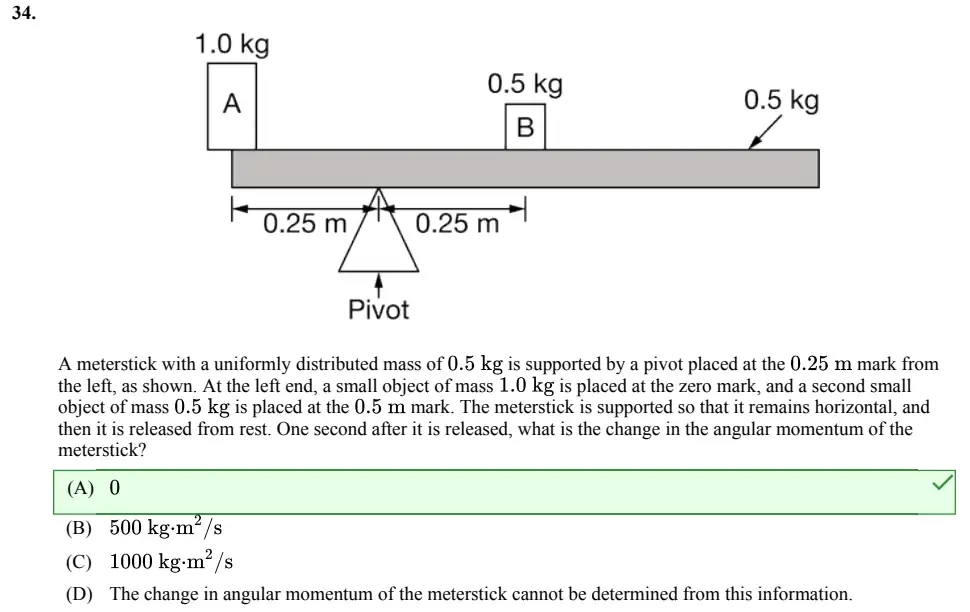 34.
1.0 kg
A
0.5 kg
B
0.5 kg
0.25 m
0.25 m
Pivot
A meterstick with a uniformly distributed mass of 0.5 kg is supported by a pivot placed at the 0.25 m mark from
the left, as shown. At the left end, a small object of mass 1.0 kg is placed at the zero mark, and a second small
object of mass 0.5 kg is placed at the 0.5 m mark. The meterstick is supported so that it remains horizontal, and
then it is released from rest. One second after it is released, what is the change in the angular momentum of the
meterstick?
(A) 0
(B) 500 kg·m²/s
(C) 1000 kg·m²/s
(D) The change in angular momentum of the meterstick cannot be determined from this information.